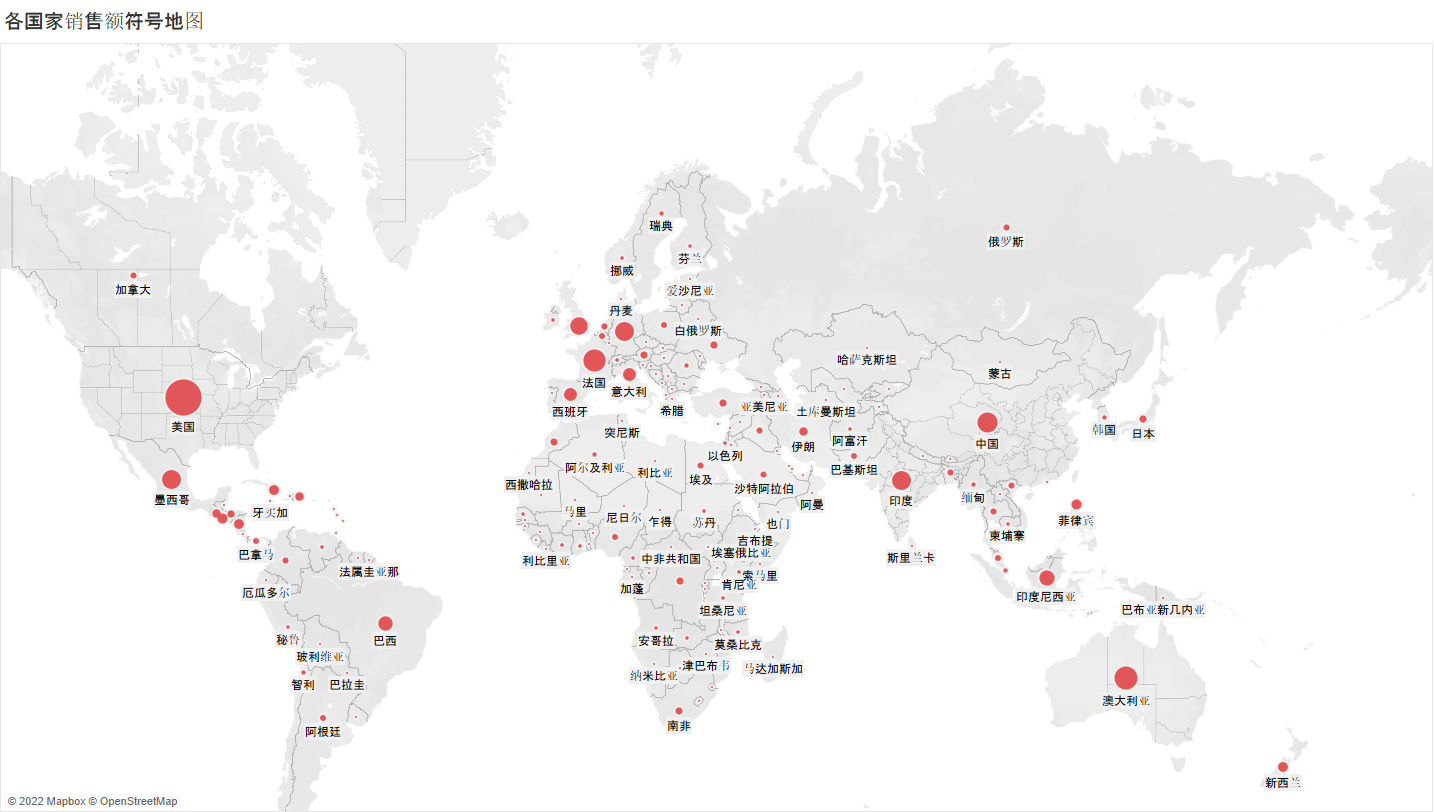 各国家销售额符号地图
瑞典
俄罗斯
芬兰
挪威
加拿大
爱沙尼亚
丹麦
白俄罗斯
哈萨克斯坦
蒙古
法国
意大利
西班牙
希腊
亚美尼亚
土库曼斯坦
美国
突尼斯
韩国
日本
中国
伊朗
阿富汗
以色列
阿尔及利亚
利比亚
埃及
巴基斯坦
西撒哈拉
沙特阿拉伯
墨西哥
印度
缅甸
阿曼
牙买加
马里
尼日尔
乍得
苏丹
也门
菲律宾
柬埔寨
吉布提
巴拿马
利比里亚
中非共和国
埃塞俄比亚
斯里兰卡
法属圭亚那
索马里
肯尼亚
厄瓜多尔
加蓬
印度尼西亚
坦桑尼亚
巴布亚新几内亚
秘鲁
巴西
安哥拉
莫桑比克
玻利维亚
津巴布韦
马达加斯加
纳米比亚
智利
巴拉圭
澳大利亚
南非
阿根廷
新西兰
© 2022 Mapbox © OpenStreetMap